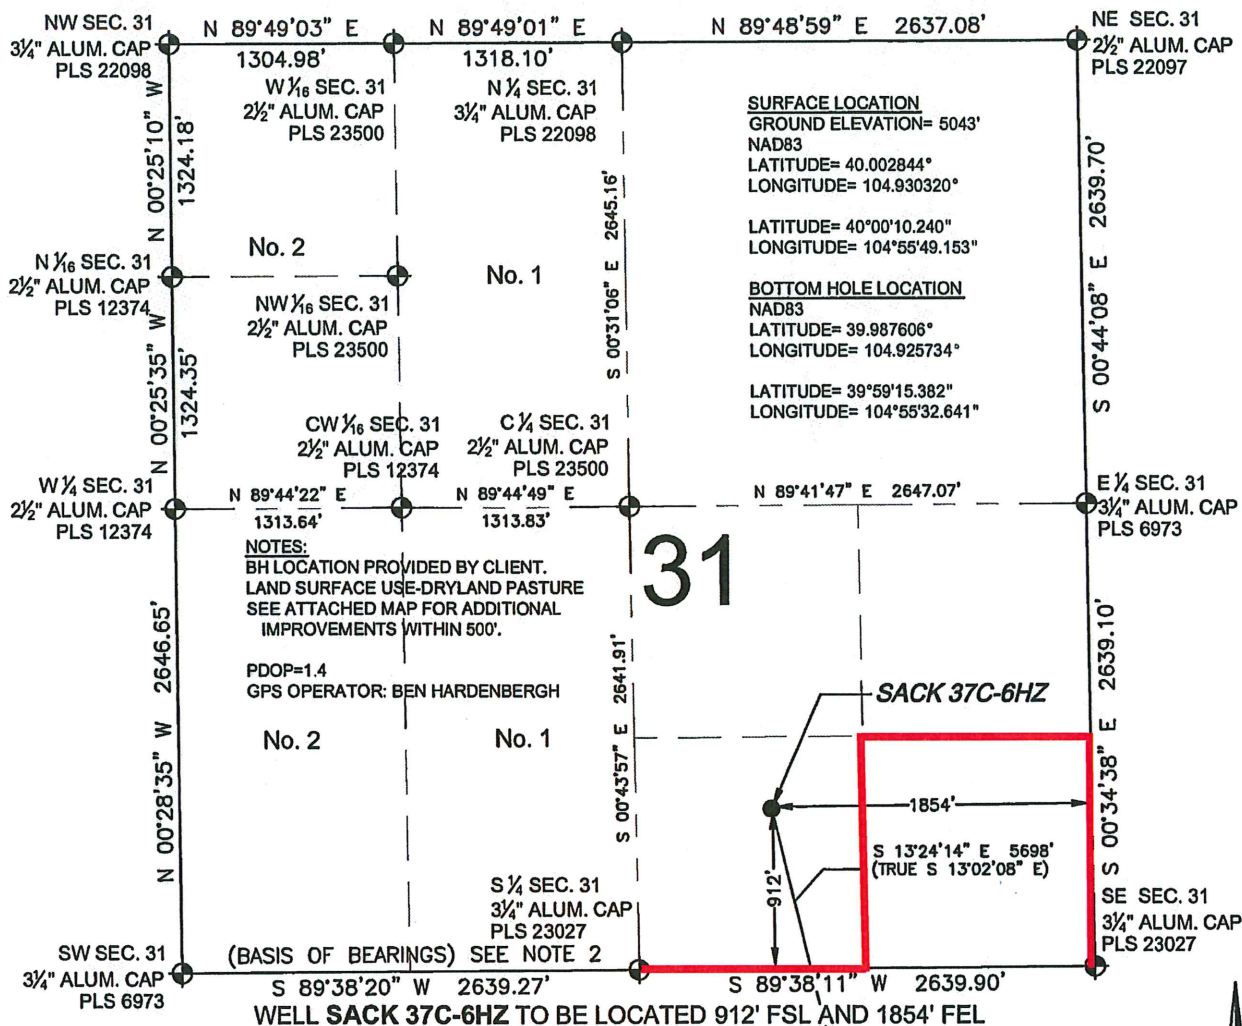 NW SEC. 31
3¼" ALUM. CAP
PLS 22098
N 89°49'03" E
1304.98'
N 89°49'01" E
1318.10'
N 89°48'59" E 2637.08'
NE SEC. 31
2½" ALUM. CAP
PLS 22097
W 1⁄16 SEC. 31
2½" ALUM. CAP
PLS 23500
N ¼ SEC. 31
3¼" ALUM. CAP
PLS 22098
N 00°25'10" W
1324.18'
S 00°31'06" E 2645.16'
SURFACE LOCATION
GROUND ELEVATION= 5043'
NAD83
LATITUDE= 40.002844°
LONGITUDE= 104.930320°
LATITUDE= 40°00'10.240"
LONGITUDE= 104°55'49.153"
BOTTOM HOLE LOCATION
NAD83
LATITUDE= 39.987606°
LONGITUDE= 104.925734°
LATITUDE= 39°59'15.382"
LONGITUDE= 104°55'32.641"
S 00°44'08" E 2639.70'
No. 2
No. 1
N 1⁄16 SEC. 31
2½" ALUM. CAP
PLS 12374
NW 1⁄16 SEC. 31
2½" ALUM. CAP
PLS 23500
N 00°25'35" W
1324.35'
CW 1⁄16 SEC. 31
2½" ALUM. CAP
PLS 12374
C ¼ SEC. 31
2½" ALUM. CAP
PLS 23500
W ¼ SEC. 31
2½" ALUM. CAP
PLS 12374
N 89°44'22" E
1313.64'
N 89°44'49" E
1313.83'
N 89°41'47" E 2647.07'
E ¼ SEC. 31
3¼" ALUM. CAP
PLS 6973
31
NOTES:
BH LOCATION PROVIDED BY CLIENT.
LAND SURFACE USE-DRYLAND PASTURE
SEE ATTACHED MAP FOR ADDITIONAL
IMPROVEMENTS WITHIN 500'.
PDOP=1.4
GPS OPERATOR: BEN HARDENBERGH
N 00°28'35" W 2646.65'
S 00°43'57" E 2641.91'
S 00°34'38" E 2639.10'
SACK 37C-6HZ
No. 2
No. 1
1854'
912'
S 13°24'14" E 5698'
(TRUE S 13°02'08" E)
S ¼ SEC. 31
3¼" ALUM. CAP
PLS 23027
SE SEC. 31
3¼" ALUM. CAP
PLS 23027
SW SEC. 31
3¼" ALUM. CAP
PLS 6973
(BASIS OF BEARINGS) SEE NOTE 2
S 89°38'20" W 2639.27'
S 89°38'11" W 2639.90'
WELL SACK 37C-6HZ TO BE LOCATED 912' FSL AND 1854' FEL